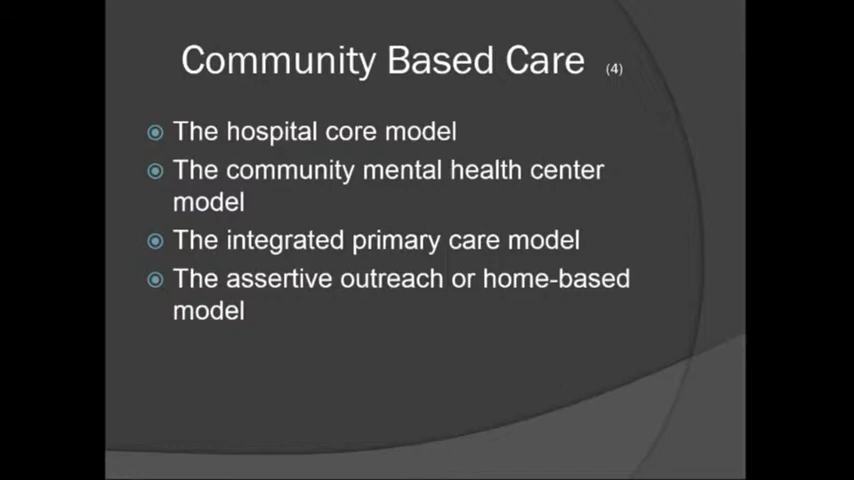 Community Based Care (4)
The hospital core model
The community mental health center
model
The integrated primary care model
The assertive outreach or home-based
model